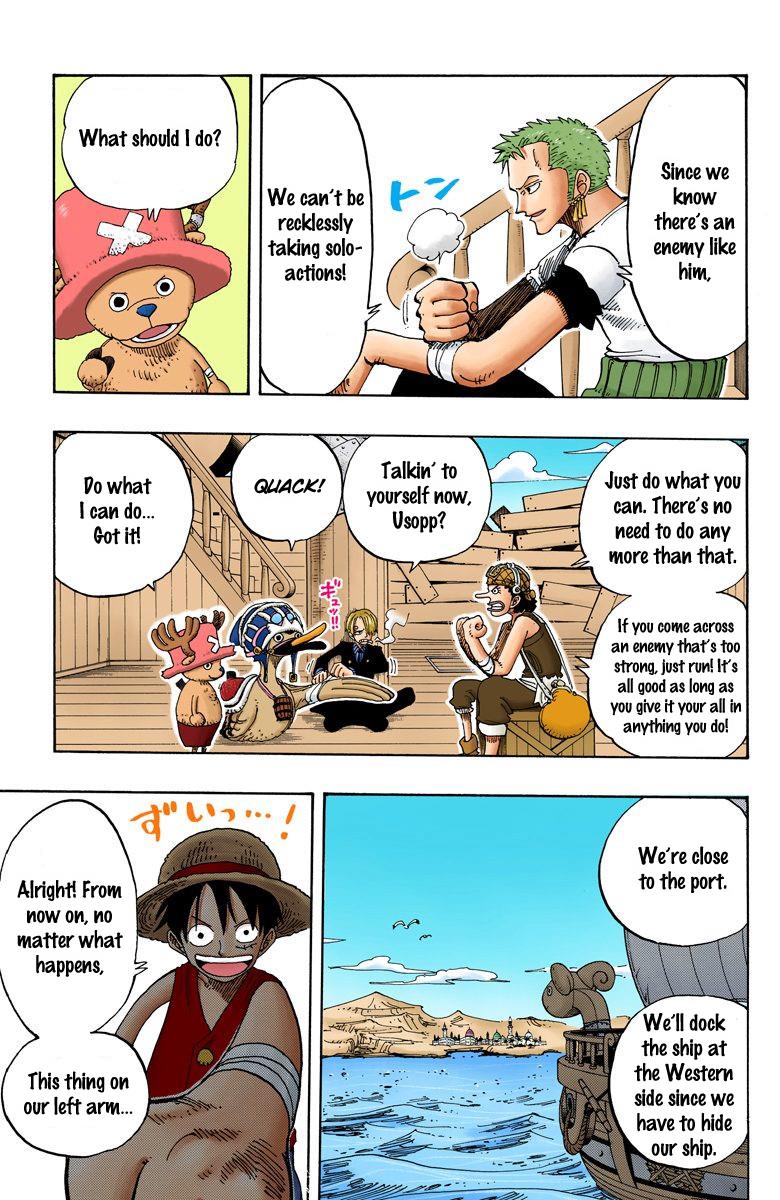 Since we
know
there's an
enemy like
him,
トン
We can't be
recklessly
taking solo-
actions!
What should I do?
Just do what you
can. There's no
need to do any
more than that.
If you come across
an enemy that's too
strong, just run! It's
all good as long as
you give it your all in
anything you do!
Talkin' to
yourself now,
Usopp?
ギュッ!!
QUACK!
Do what
I can do...
Got it!
We're close
to the port.
We'll dock
the ship at
the Western
side since we
have to hide
our ship.
ずいっ…!
Alright! From
now on, no
matter what
happens,
This thing on
our left arm...